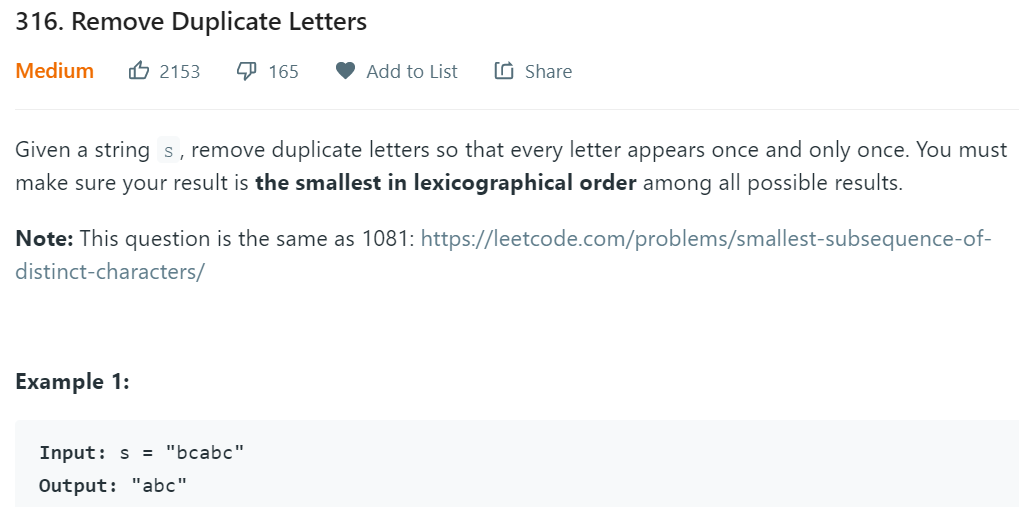 316. Remove Duplicate Letters
Medium 2153 165 Add to List Share
Given a string s, remove duplicate letters so that every letter appears once and only once. You must
make sure your result is the smallest in lexicographical order among all possible results.
Note: This question is the same as 1081: https://leetcode.com/problems/smallest-subsequence-of-
distinct-characters/
Example 1:
Input: s = "bcabc"
Output: "abc"